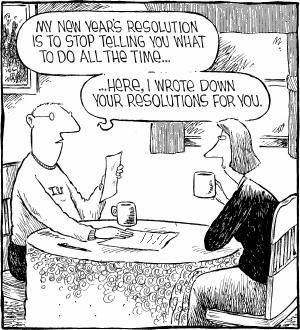 MY NEW YEAR'S RESOLUTION
IS TO STOP TELLING YOU WHAT
TO DO ALL THE TIME...
...HERE, I WROTE DOWN
YOUR RESOLUTIONS FOR YOU.